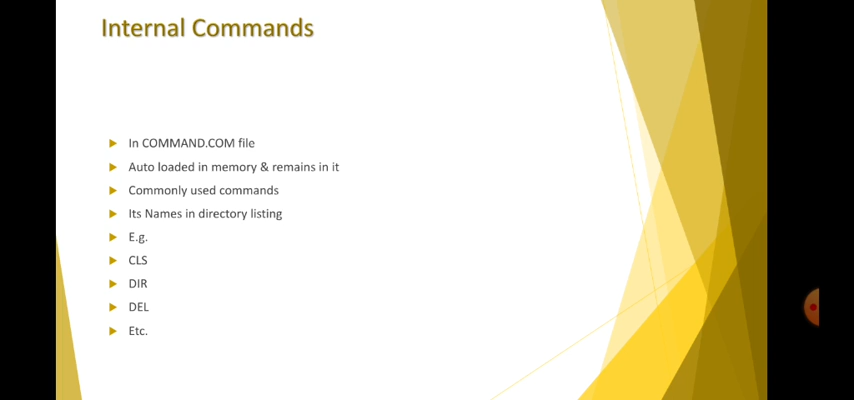 Internal Commands
In COMMAND.COM file
Auto loaded in memory & remains in it
Commonly used commands
Its Names in directory listing
E.g.
CLS
DIR
DEL
Etc.